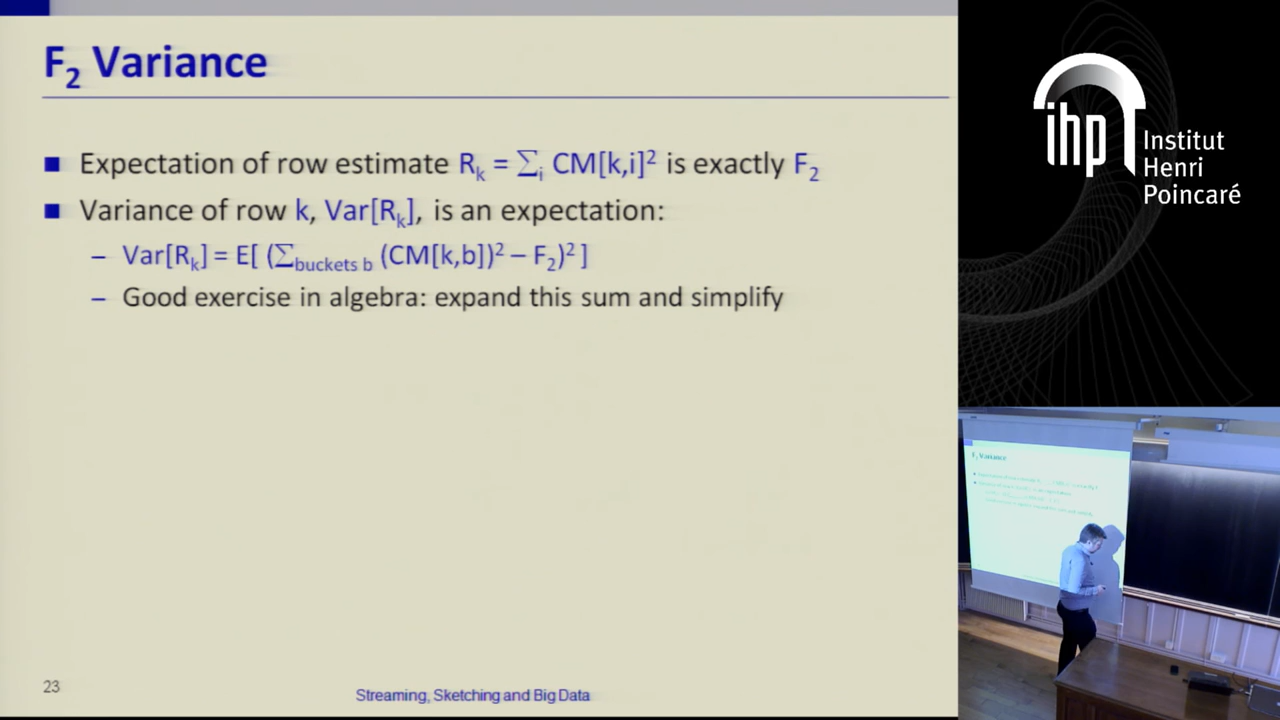 F₂ Variance
■ Expectation of row estimate Rₖ = ∑ᵢ CM[k,i]² is exactly F₂
■ Variance of row k, Var[Rₖ], is an expectation:
– Var[Rₖ] = E[ (∑buckets b (CM[k,b])² – F₂)² ]
– Good exercise in algebra: expand this sum and simplify
23
Streaming, Sketching and Big Data
ihp
Institut
Henri
Poincaré
F₂ Variance